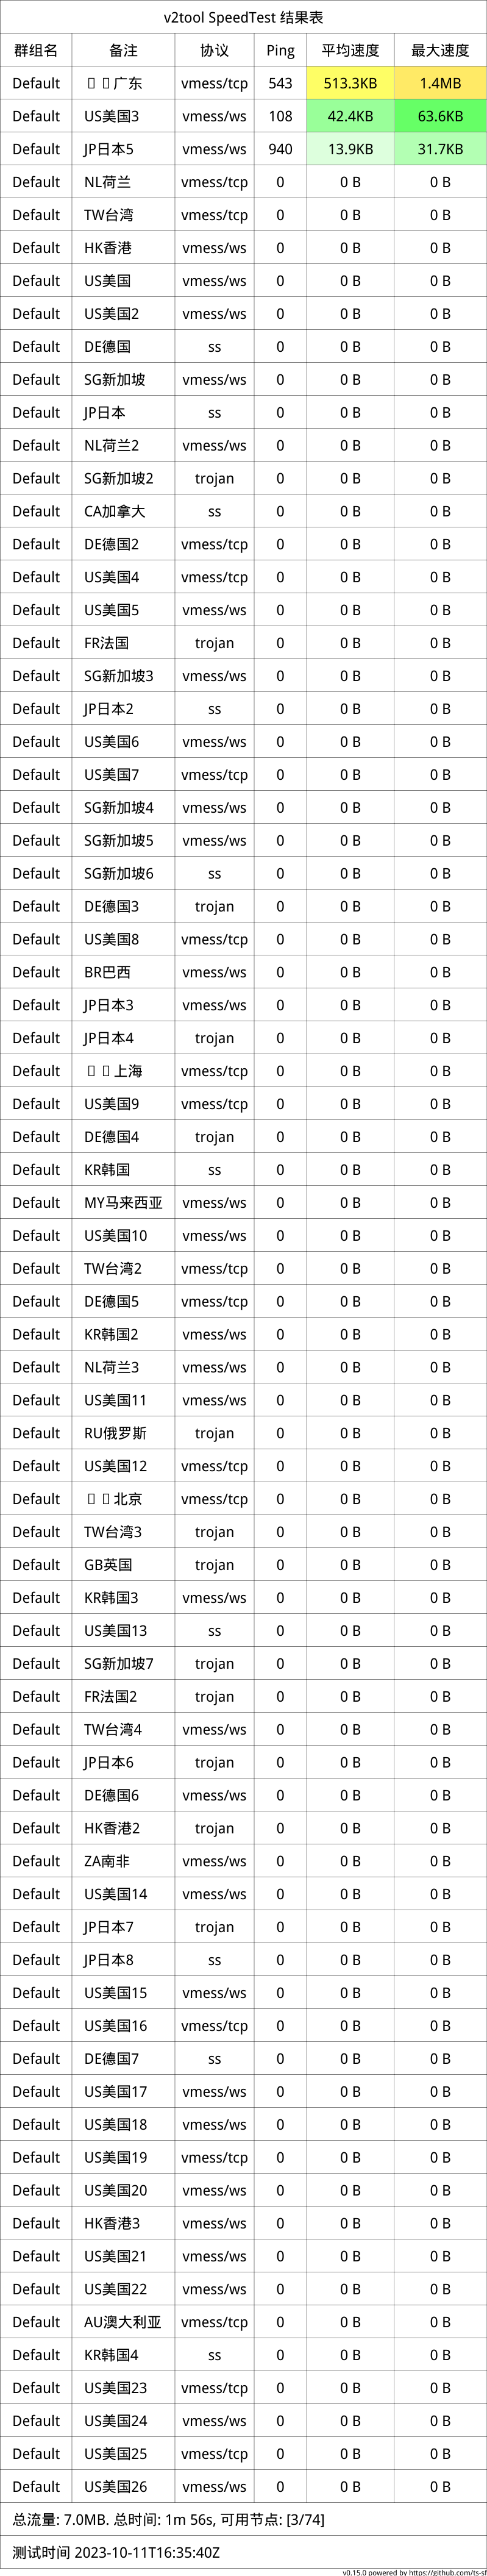 v2tool SpeedTest 结果表
群组名 备注 协议 Ping 平均速度 最大速度
Default 广东 vmess/tcp 543 513.3KB 1.4MB
Default US美国3 vmess/ws 108 42.4KB 63.6KB
Default JP日本5 vmess/ws 940 13.9KB 31.7KB
Default NL荷兰 vmess/tcp 0 0 B 0 B
Default TW台湾 vmess/tcp 0 0 B 0 B
Default HK香港 vmess/ws 0 0 B 0 B
Default US美国 vmess/ws 0 0 B 0 B
Default US美国2 vmess/ws 0 0 B 0 B
Default DE德国 ss 0 0 B 0 B
Default SG新加坡 vmess/ws 0 0 B 0 B
Default JP日本 ss 0 0 B 0 B
Default NL荷兰2 vmess/ws 0 0 B 0 B
Default SG新加坡2 trojan 0 0 B 0 B
Default CA加拿大 ss 0 0 B 0 B
Default DE德国2 vmess/tcp 0 0 B 0 B
Default US美国4 vmess/tcp 0 0 B 0 B
Default US美国5 vmess/ws 0 0 B 0 B
Default FR法国 trojan 0 0 B 0 B
Default SG新加坡3 vmess/ws 0 0 B 0 B
Default JP日本2 ss 0 0 B 0 B
Default US美国6 vmess/ws 0 0 B 0 B
Default US美国7 vmess/tcp 0 0 B 0 B
Default SG新加坡4 vmess/ws 0 0 B 0 B
Default SG新加坡5 vmess/ws 0 0 B 0 B
Default SG新加坡6 ss 0 0 B 0 B
Default DE德国3 trojan 0 0 B 0 B
Default US美国8 vmess/tcp 0 0 B 0 B
Default BR巴西 vmess/ws 0 0 B 0 B
Default JP日本3 vmess/ws 0 0 B 0 B
Default JP日本4 trojan 0 0 B 0 B
Default 上海 vmess/tcp 0 0 B 0 B
Default US美国9 vmess/tcp 0 0 B 0 B
Default DE德国4 trojan 0 0 B 0 B
Default KR韩国 ss 0 0 B 0 B
Default MY马来西亚 vmess/ws 0 0 B 0 B
Default US美国10 vmess/ws 0 0 B 0 B
Default TW台湾2 vmess/tcp 0 0 B 0 B
Default DE德国5 vmess/tcp 0 0 B 0 B
Default KR韩国2 vmess/ws 0 0 B 0 B
Default NL荷兰3 vmess/ws 0 0 B 0 B
Default US美国11 vmess/ws 0 0 B 0 B
Default RU俄罗斯 trojan 0 0 B 0 B
Default US美国12 vmess/tcp 0 0 B 0 B
Default 北京 vmess/tcp 0 0 B 0 B
Default TW台湾3 trojan 0 0 B 0 B
Default GB英国 trojan 0 0 B 0 B
Default KR韩国3 vmess/ws 0 0 B 0 B
Default US美国13 ss 0 0 B 0 B
Default SG新加坡7 trojan 0 0 B 0 B
Default FR法国2 trojan 0 0 B 0 B
Default TW台湾4 vmess/ws 0 0 B 0 B
Default JP日本6 trojan 0 0 B 0 B
Default DE德国6 vmess/ws 0 0 B 0 B
Default HK香港2 trojan 0 0 B 0 B
Default ZA南非 vmess/ws 0 0 B 0 B
Default US美国14 vmess/ws 0 0 B 0 B
Default JP日本7 trojan 0 0 B 0 B
Default JP日本8 ss 0 0 B 0 B
Default US美国15 vmess/ws 0 0 B 0 B
Default US美国16 vmess/tcp 0 0 B 0 B
Default DE德国7 ss 0 0 B 0 B
Default US美国17 vmess/ws 0 0 B 0 B
Default US美国18 vmess/ws 0 0 B 0 B
Default US美国19 vmess/tcp 0 0 B 0 B
Default US美国20 vmess/ws 0 0 B 0 B
Default HK香港3 vmess/ws 0 0 B 0 B
Default US美国21 vmess/ws 0 0 B 0 B
Default US美国22 vmess/ws 0 0 B 0 B
Default AU澳大利亚 vmess/tcp 0 0 B 0 B
Default KR韩国4 ss 0 0 B 0 B
Default US美国23 vmess/tcp 0 0 B 0 B
Default US美国24 vmess/ws 0 0 B 0 B
Default US美国25 vmess/tcp 0 0 B 0 B
Default US美国26 vmess/ws 0 0 B 0 B
总流量: 7.0MB. 总时间: 1m 56s, 可用节点: [3/74]
测试时间 2023-10-11T16:35:40Z
v0.15.0 powered by https://github.com/ts-sf